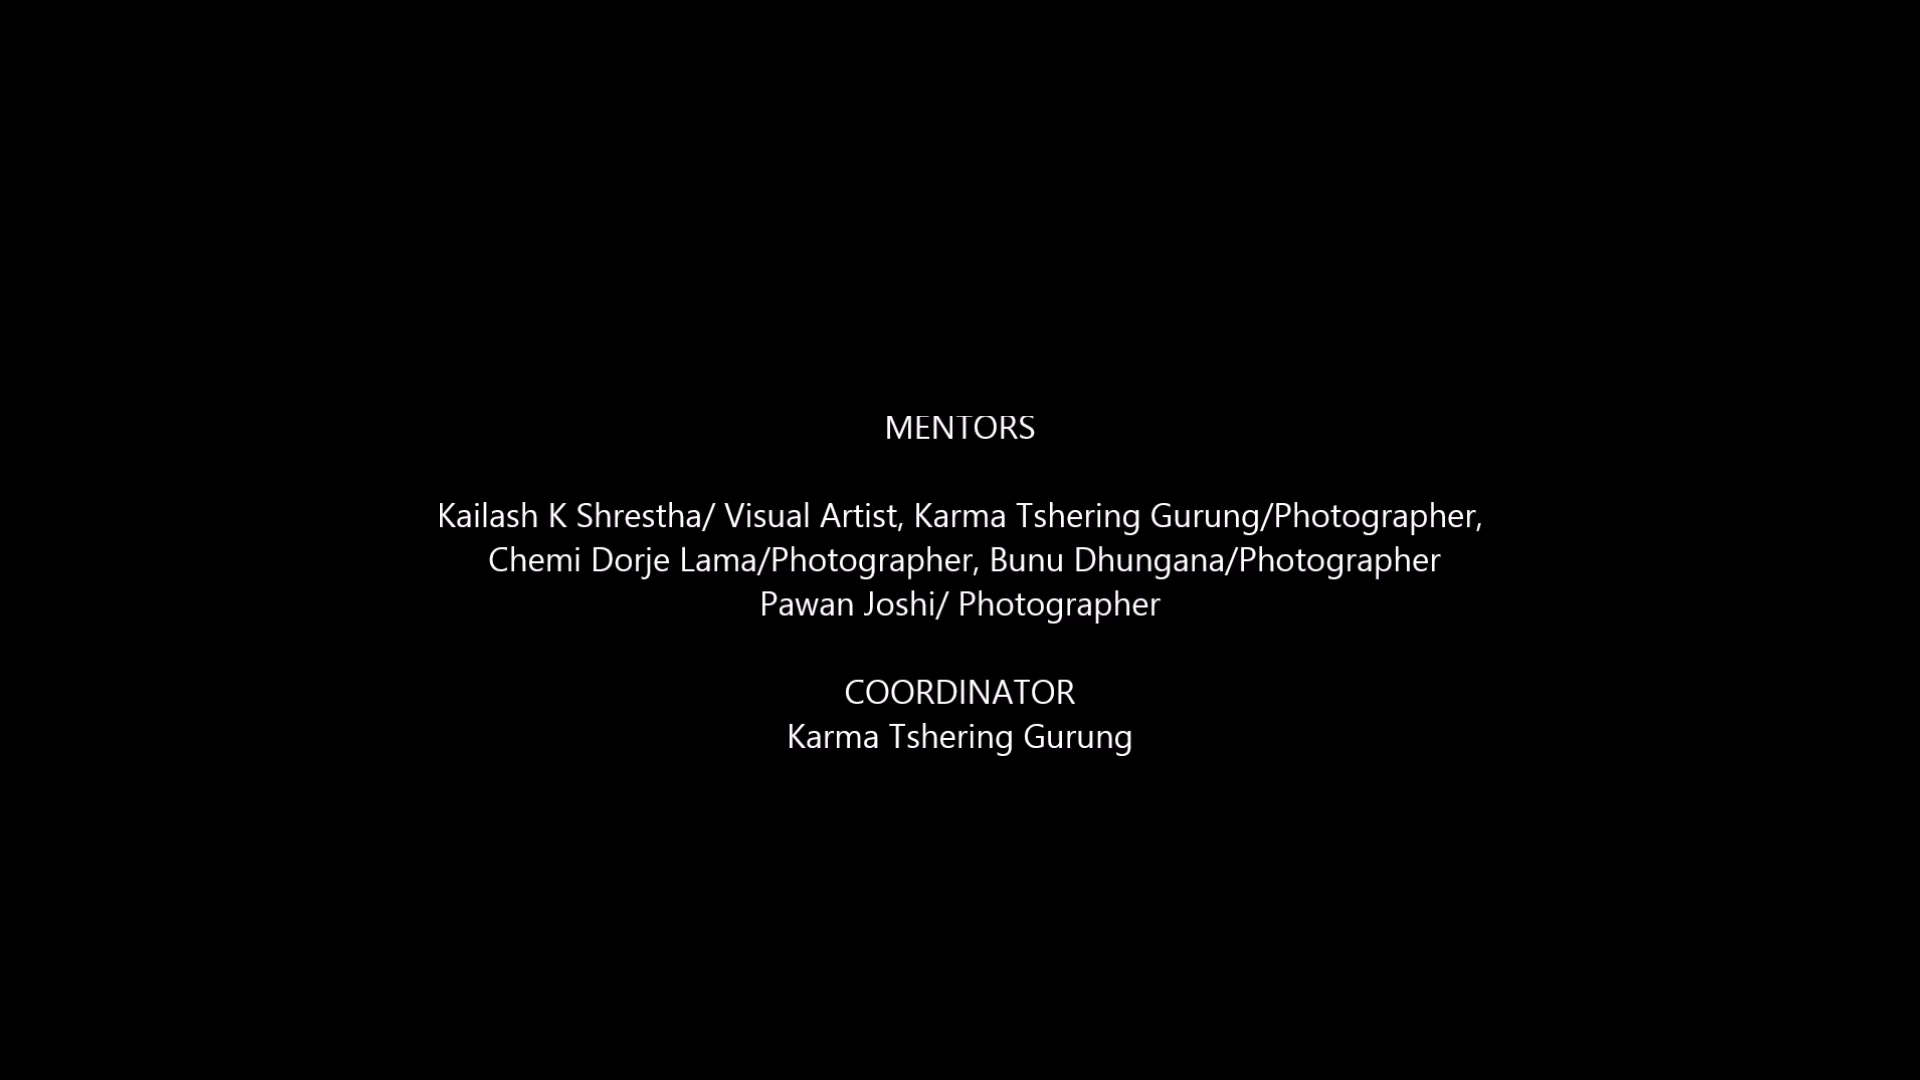 MENTORS
Kailash K Shrestha/ Visual Artist, Karma Tshering Gurung/Photographer,
Chemi Dorje Lama/Photographer, Bunu Dhungana/Photographer
Pawan Joshi/ Photographer
COORDINATOR
Karma Tshering Gurung